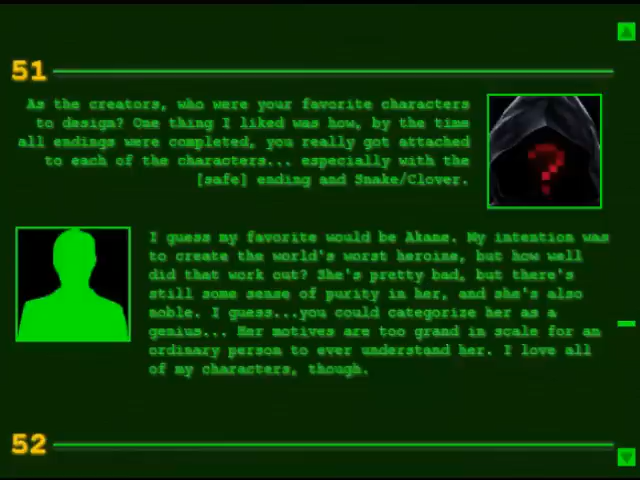 51
As the creators, who were your favorite characters
to design? One thing I liked was how, by the time
all endings were completed, you really got attached
to each of the characters... especially with the
[safe] ending and Snake/Clover.
?
I guess my favorite would be Akane. My intention was
to create the world's worst heroine, but how well
did that work out? She's pretty bad, but there's
still some sense of purity in her, and she's also
noble. I guess...you could categorize her as a
genius... Her motives are too grand in scale for an
ordinary person to ever understand her. I love all
of my characters, though.
52